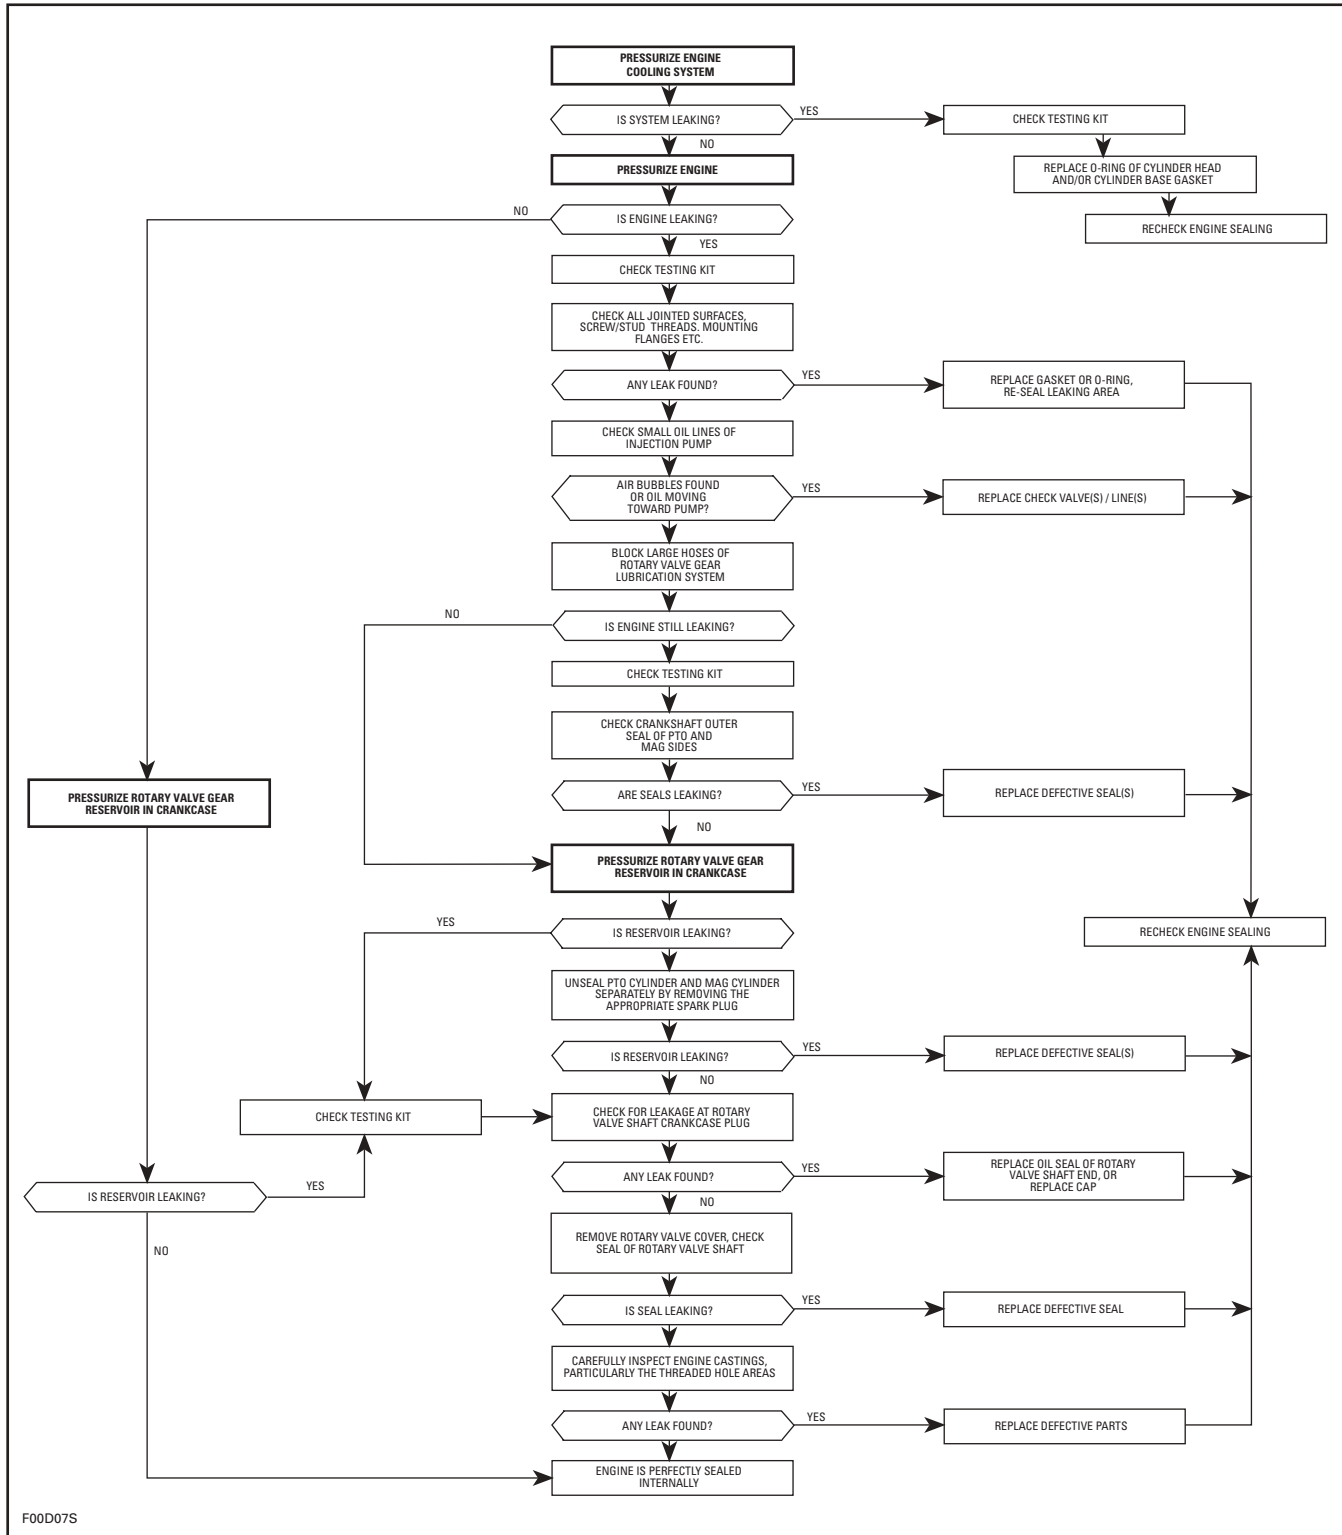 PRESSURIZE ENGINE
COOLING SYSTEM
IS SYSTEM LEAKING?
YES
CHECK TESTING KIT
NO
REPLACE O-RING OF CYLINDER HEAD
AND/OR CYLINDER BASE GASKET
PRESSURIZE ENGINE
RECHECK ENGINE SEALING
NO
IS ENGINE LEAKING?
YES
CHECK TESTING KIT
CHECK ALL JOINTED SURFACES,
SCREW/STUD THREADS. MOUNTING
FLANGES ETC.
ANY LEAK FOUND?
YES
REPLACE GASKET OR O-RING,
RE-SEAL LEAKING AREA
CHECK SMALL OIL LINES OF
INJECTION PUMP
AIR BUBBLES FOUND
OR OIL MOVING
TOWARD PUMP?
YES
REPLACE CHECK VALVE(S) / LINE(S)
BLOCK LARGE HOSES OF
ROTARY VALVE GEAR
LUBRICATION SYSTEM
NO
IS ENGINE STILL LEAKING?
CHECK TESTING KIT
CHECK CRANKSHAFT OUTER
SEAL OF PTO AND
MAG SIDES
PRESSURIZE ROTARY VALVE GEAR
RESERVOIR IN CRANKCASE
ARE SEALS LEAKING?
YES
REPLACE DEFECTIVE SEAL(S)
NO
PRESSURIZE ROTARY VALVE GEAR
RESERVOIR IN CRANKCASE
YES
IS RESERVOIR LEAKING?
RECHECK ENGINE SEALING
UNSEAL PTO CYLINDER AND MAG CYLINDER
SEPARATELY BY REMOVING THE
APPROPRIATE SPARK PLUG
IS RESERVOIR LEAKING?
YES
REPLACE DEFECTIVE SEAL(S)
NO
CHECK TESTING KIT
CHECK FOR LEAKAGE AT ROTARY
VALVE SHAFT CRANKCASE PLUG
IS RESERVOIR LEAKING?
YES
ANY LEAK FOUND?
YES
REPLACE OIL SEAL OF ROTARY
VALVE SHAFT END, OR
REPLACE CAP
NO
NO
REMOVE ROTARY VALVE COVER, CHECK
SEAL OF ROTARY VALVE SHAFT
IS SEAL LEAKING?
YES
REPLACE DEFECTIVE SEAL
CAREFULLY INSPECT ENGINE CASTINGS,
PARTICULARLY THE THREADED HOLE AREAS
ANY LEAK FOUND?
YES
REPLACE DEFECTIVE PARTS
ENGINE IS PERFECTLY SEALED
INTERNALLY
F00D07S